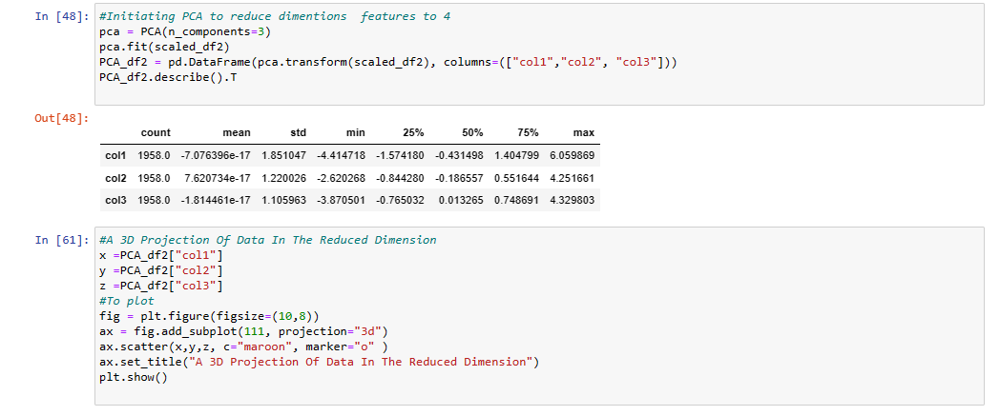 In [48]: #Initiating PCA to reduce dimentions  features to 4
pca = PCA(n_components=3)
pca.fit(scaled_df2)
PCA_df2 = pd.DataFrame(pca.transform(scaled_df2), columns=(["col1","col2", "col3"]))
PCA_df2.describe().T
Out[48]:
count mean std min 25% 50% 75% max
col1 1958.0 -7.076396e-17 1.851047 -4.414718 -1.574180 -0.431498 1.404799 6.059869
col2 1958.0 7.620734e-17 1.220026 -2.620268 -0.844280 -0.186557 0.551644 4.251661
col3 1958.0 -1.814461e-17 1.105963 -3.870501 -0.765032 0.013265 0.748691 4.329803
In [61]: #A 3D Projection Of Data In The Reduced Dimension
x =PCA_df2["col1"]
y =PCA_df2["col2"]
z =PCA_df2["col3"]
#To plot
fig = plt.figure(figsize=(10,8))
ax = fig.add_subplot(111, projection="3d")
ax.scatter(x,y,z, c="maroon", marker="o" )
ax.set_title("A 3D Projection Of Data In The Reduced Dimension")
plt.show()